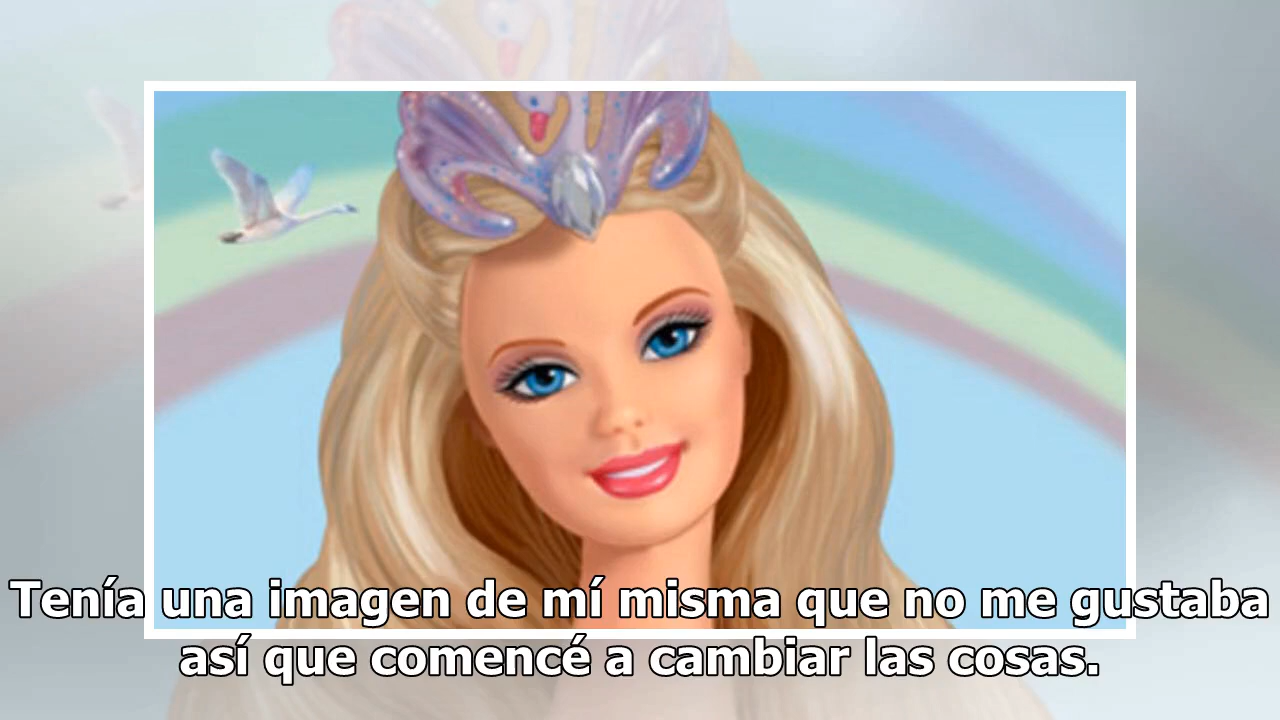 Tenía una imagen de mí misma que no me gustaba
así que comencé a cambiar las cosas.